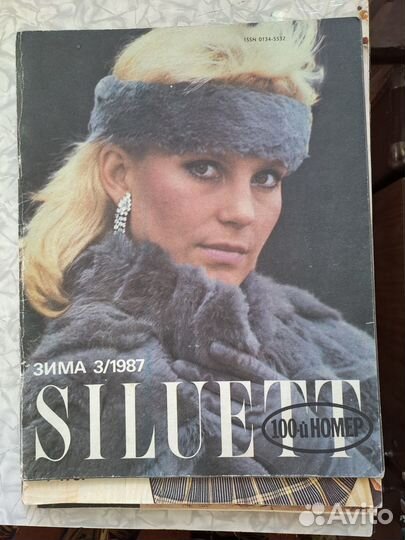 ISSN 0134-5532
ЗИМА 3/1987
SILUETT
100-й НОМЕР
Avito